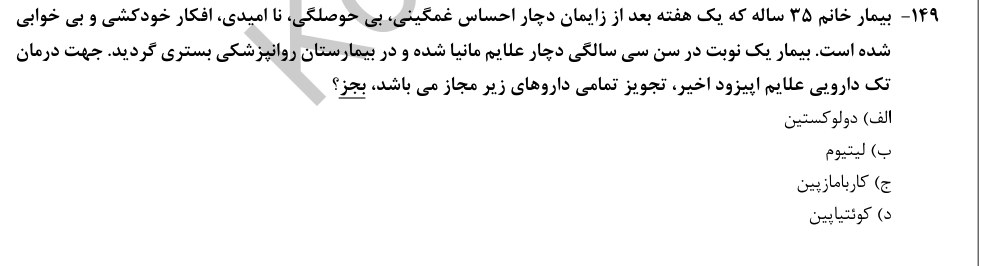 ۱۴۹- بیمار خانم ۳۵ ساله که یک هفته بعد از زایمان دچار احساس غمگینی، بی حوصلگی، نا امیدی، افکار خودکشی و بی خوابی
شده است. بیمار یک نوبت در سن سی سالگی دچار علایم مانیا شده و در بیمارستان روانپزشکی بستری گردید. جهت درمان
تک دارویی علایم اپیزود اخیر، تجویز تمامی داروهای زیر مجاز می باشد، بجز؟
الف) دولوکستین
ب) لیتیوم
ج) کاربامازپین
د) کوئتیاپین